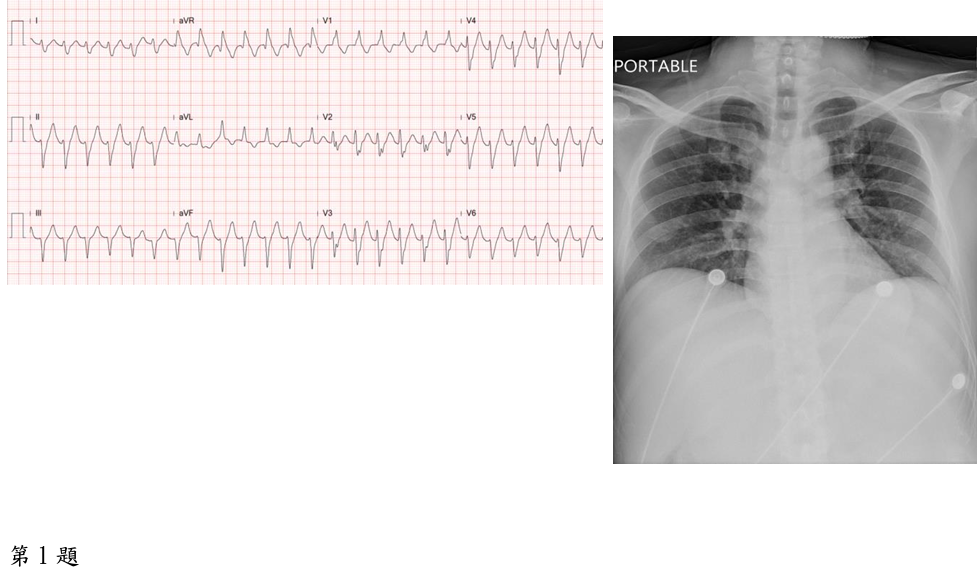 I aVR V1 V4
II aVL V2 V5
III aVF V3 V6
PORTABLE
第 1 題